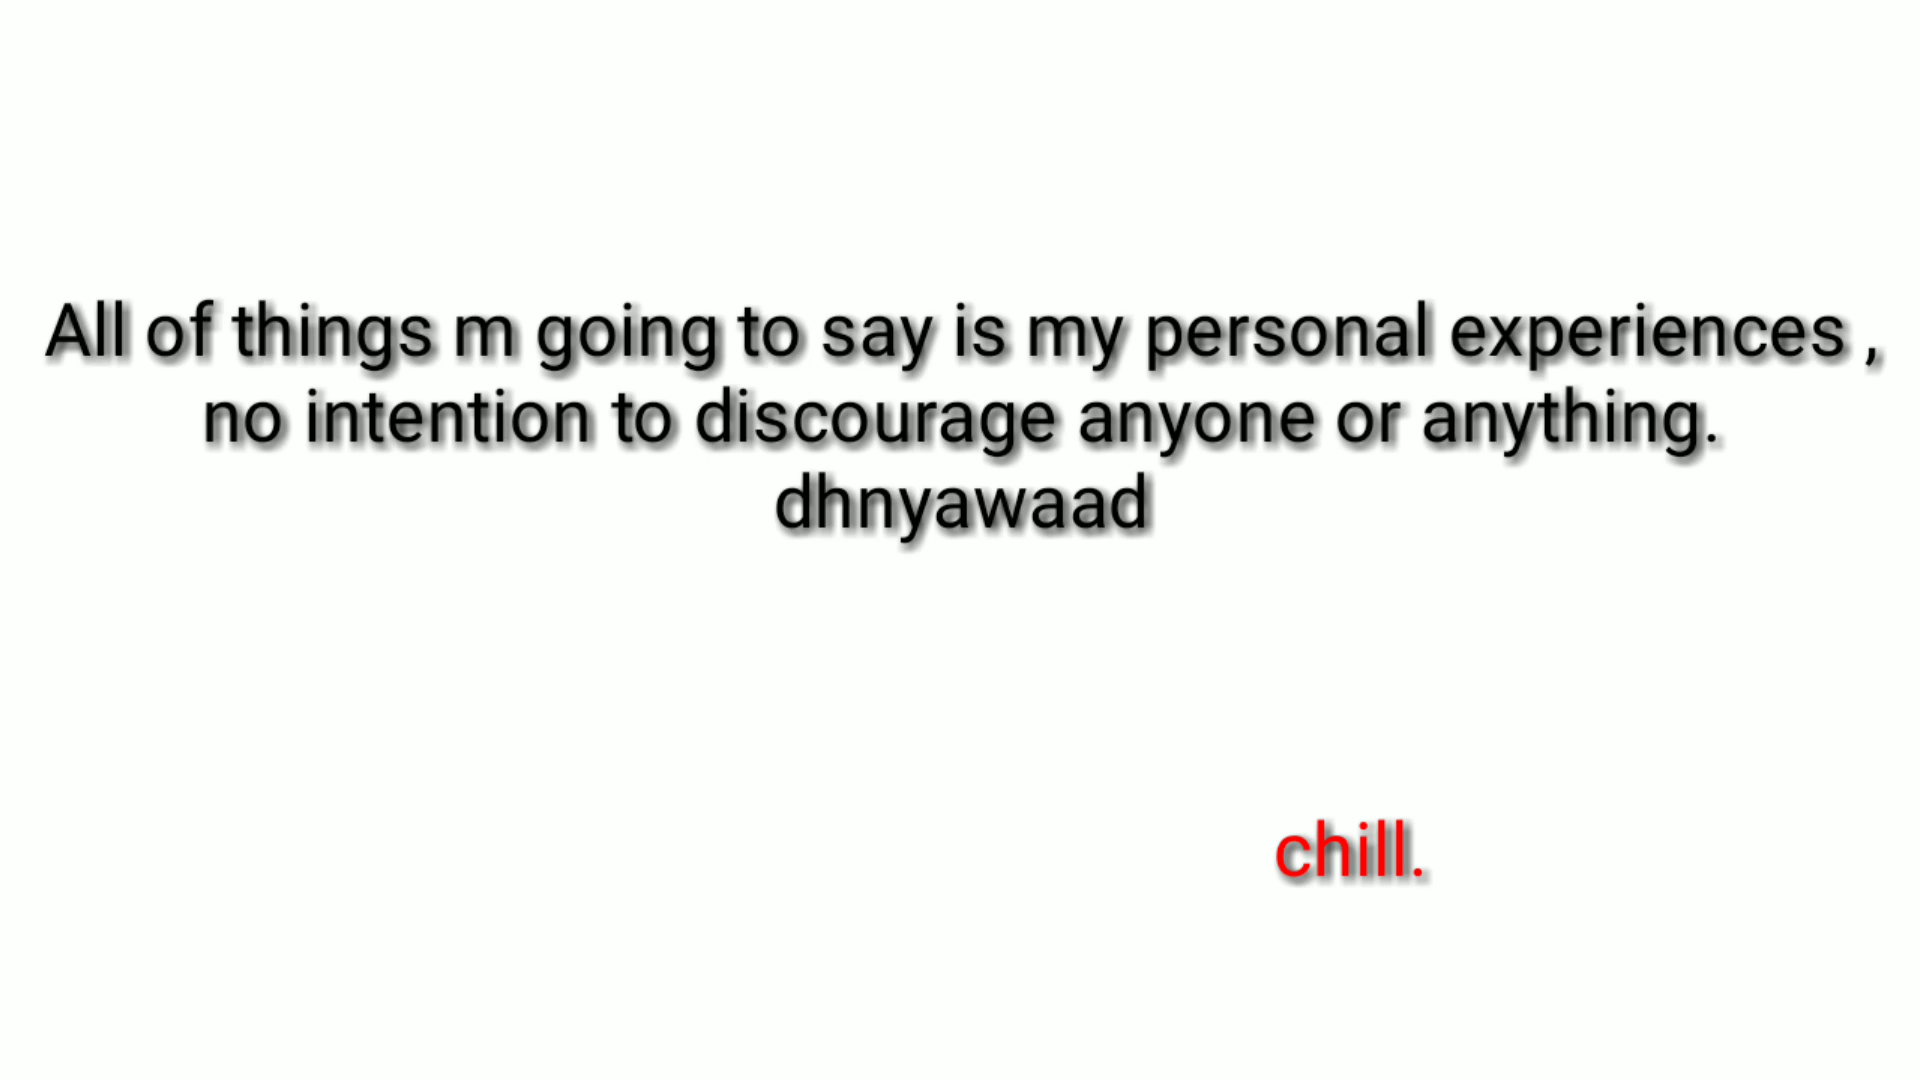 All of things m going to say is my personal experiences ,
no intention to discourage anyone or anything.
dhnyawaad
chill.